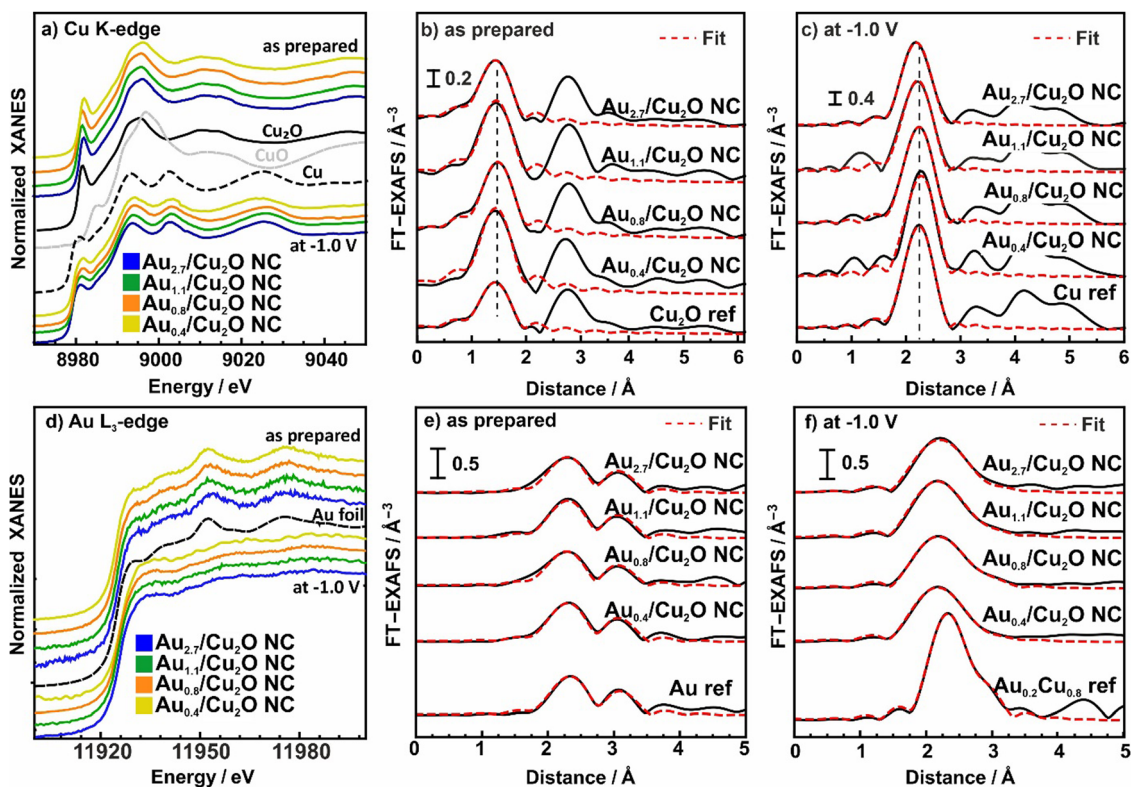 a) Cu K-edge
as prepared
Cu₂O
CuO
Cu
at -1.0 V
Au₂.₇/Cu₂O NC
Au₁.₁/Cu₂O NC
Au₀.₈/Cu₂O NC
Au₀.₄/Cu₂O NC
Normalized XANES
8980 9000 9020 9040
Energy / eV
b) as prepared
Fit
0.2
Au₂.₇/Cu₂O NC
Au₁.₁/Cu₂O NC
Au₀.₈/Cu₂O NC
Au₀.₄/Cu₂O NC
Cu₂O ref
FT–EXAFS / Å⁻³
0 1 2 3 4 5 6
Distance / Å
c) at -1.0 V
Fit
0.4
Au₂.₇/Cu₂O NC
Au₁.₁/Cu₂O NC
Au₀.₈/Cu₂O NC
Au₀.₄/Cu₂O NC
Cu ref
FT–EXAFS / Å⁻³
0 1 2 3 4 5 6
Distance / Å
d) Au L₃-edge
as prepared
Au foil
at -1.0 V
Au₂.₇/Cu₂O NC
Au₁.₁/Cu₂O NC
Au₀.₈/Cu₂O NC
Au₀.₄/Cu₂O NC
Normalized XANES
11920 11950 11980
Energy / eV
e) as prepared
Fit
0.5
Au₂.₇/Cu₂O NC
Au₁.₁/Cu₂O NC
Au₀.₈/Cu₂O NC
Au₀.₄/Cu₂O NC
Au ref
FT–EXAFS / Å⁻³
0 1 2 3 4 5
Distance / Å
f) at -1.0 V
Fit
0.5
Au₂.₇/Cu₂O NC
Au₁.₁/Cu₂O NC
Au₀.₈/Cu₂O NC
Au₀.₄/Cu₂O NC
Au₀.₂Cu₀.₈ ref
FT–EXAFS / Å⁻³
0 1 2 3 4 5
Distance / Å